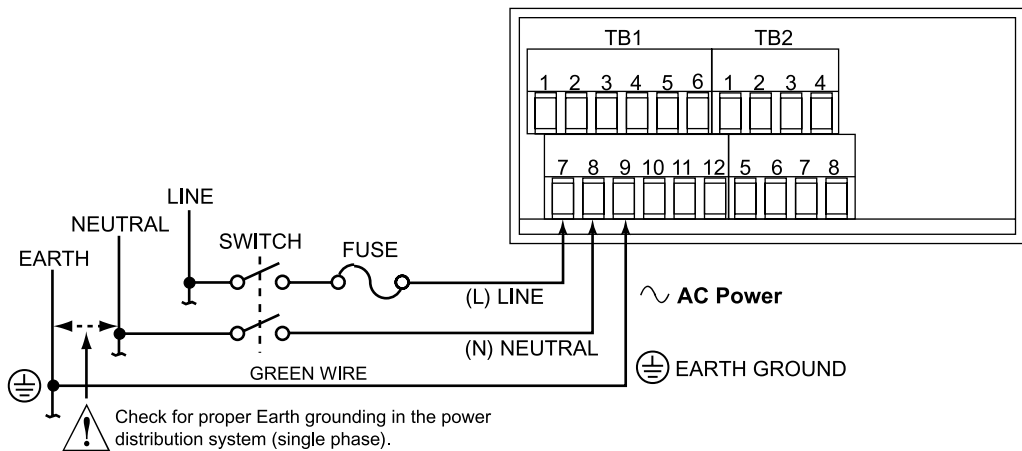 TB1 TB2
1 2 3 4 5 6 1 2 3 4
7 8 9 10 11 12 5 6 7 8
LINE
NEUTRAL
EARTH
SWITCH
FUSE
(L) LINE
AC Power
(N) NEUTRAL
GREEN WIRE
EARTH GROUND
!
Check for proper Earth grounding in the power
distribution system (single phase).